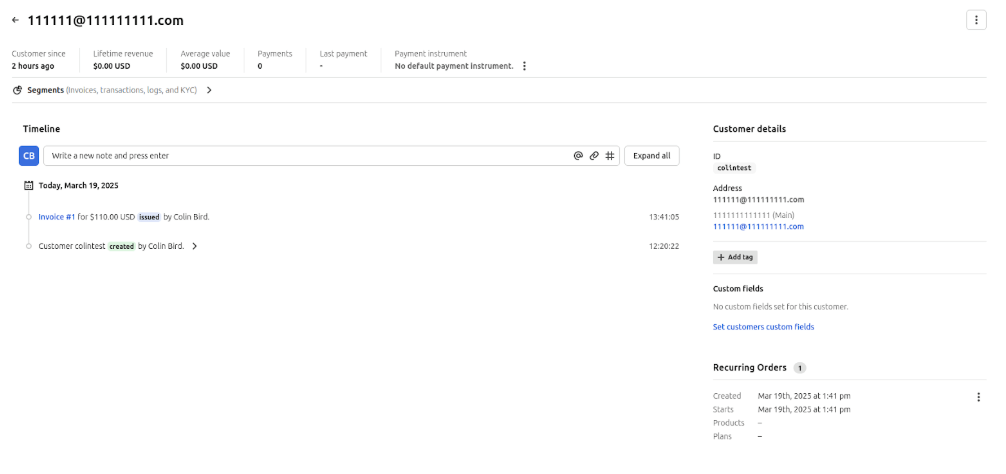 111111@111111111.com
Customer since
2 hours ago
Lifetime revenue
$0.00 USD
Average value
$0.00 USD
Payments
0
Last payment
-
Payment instrument
No default payment instrument.
Segments (Invoices, transactions, logs, and KYC)
Timeline
CB
Write a new note and press enter
Expand all
Today, March 19, 2025
Invoice #1 for $110.00 USD issued by Colin Bird.
13:41:05
Customer colintest created by Colin Bird.
12:20:22
Customer details
ID
colintest
Address
111111@111111111.com
1111111111111 (Main)
111111@111111111.com
Add tag
Custom fields
No custom fields set for this customer.
Set customers custom fields
Recurring Orders 1
Created Mar 19th, 2025 at 1:41 pm
Starts Mar 19th, 2025 at 1:41 pm
Products –
Plans –